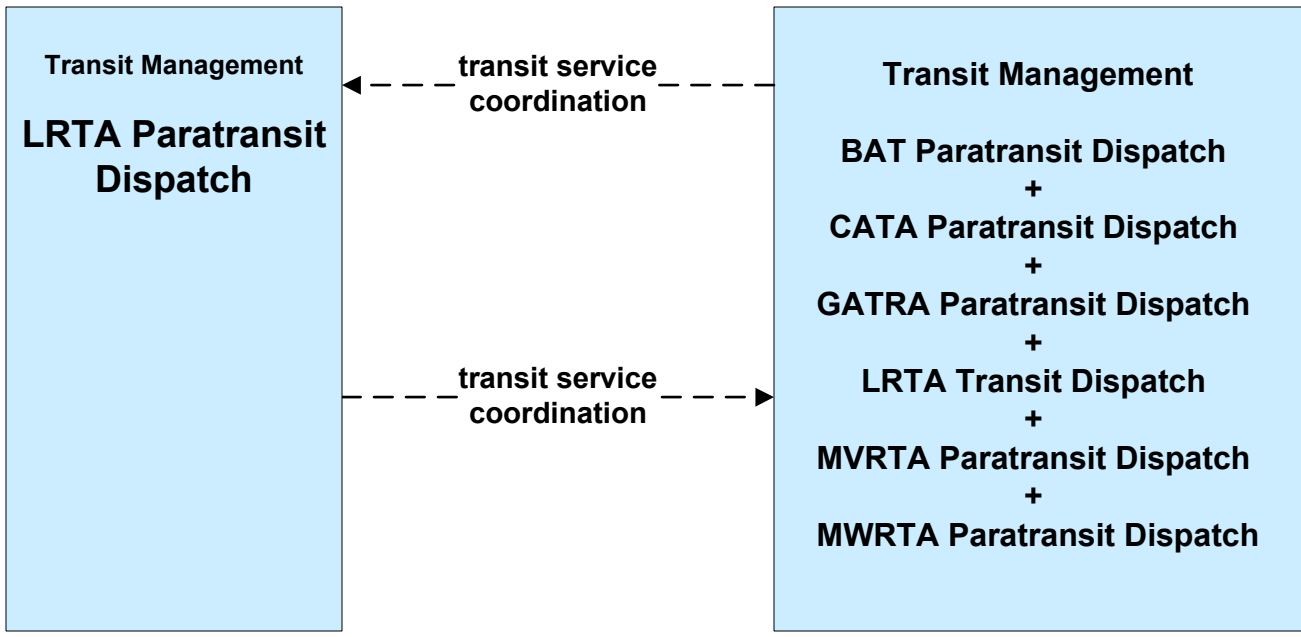 Transit Management
LRTA Paratransit
Dispatch
transit service
coordination
transit service
coordination
Transit Management
BAT Paratransit Dispatch
+
CATA Paratransit Dispatch
+
GATRA Paratransit Dispatch
+
LRTA Transit Dispatch
+
MVRTA Paratransit Dispatch
+
MWRTA Paratransit Dispatch